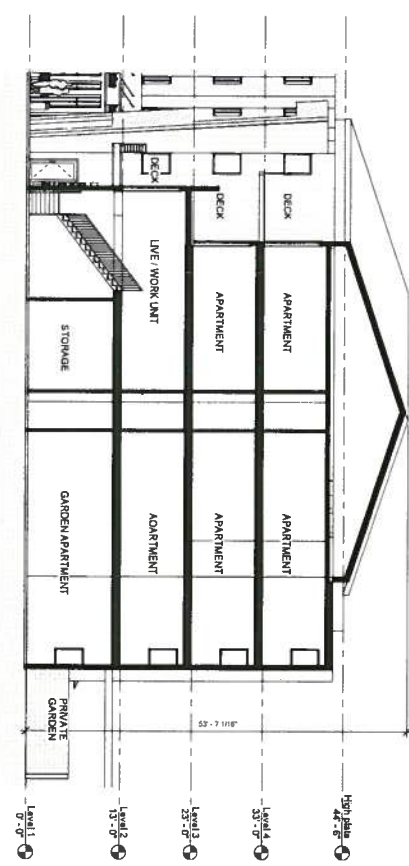 DECK
DECK
DECK
LIVE / WORK UNIT
APARTMENT
APARTMENT
STORAGE
GARDEN APARTMENT
AOARTMENT
APARTMENT
APARTMENT
PRIVATE
GARDEN
53' - 7 1/16"
High plate
44' - 6"
Level 4
33' - 0"
Level 3
23' - 0"
Level 2
13' - 0"
Level 1
0' - 0"